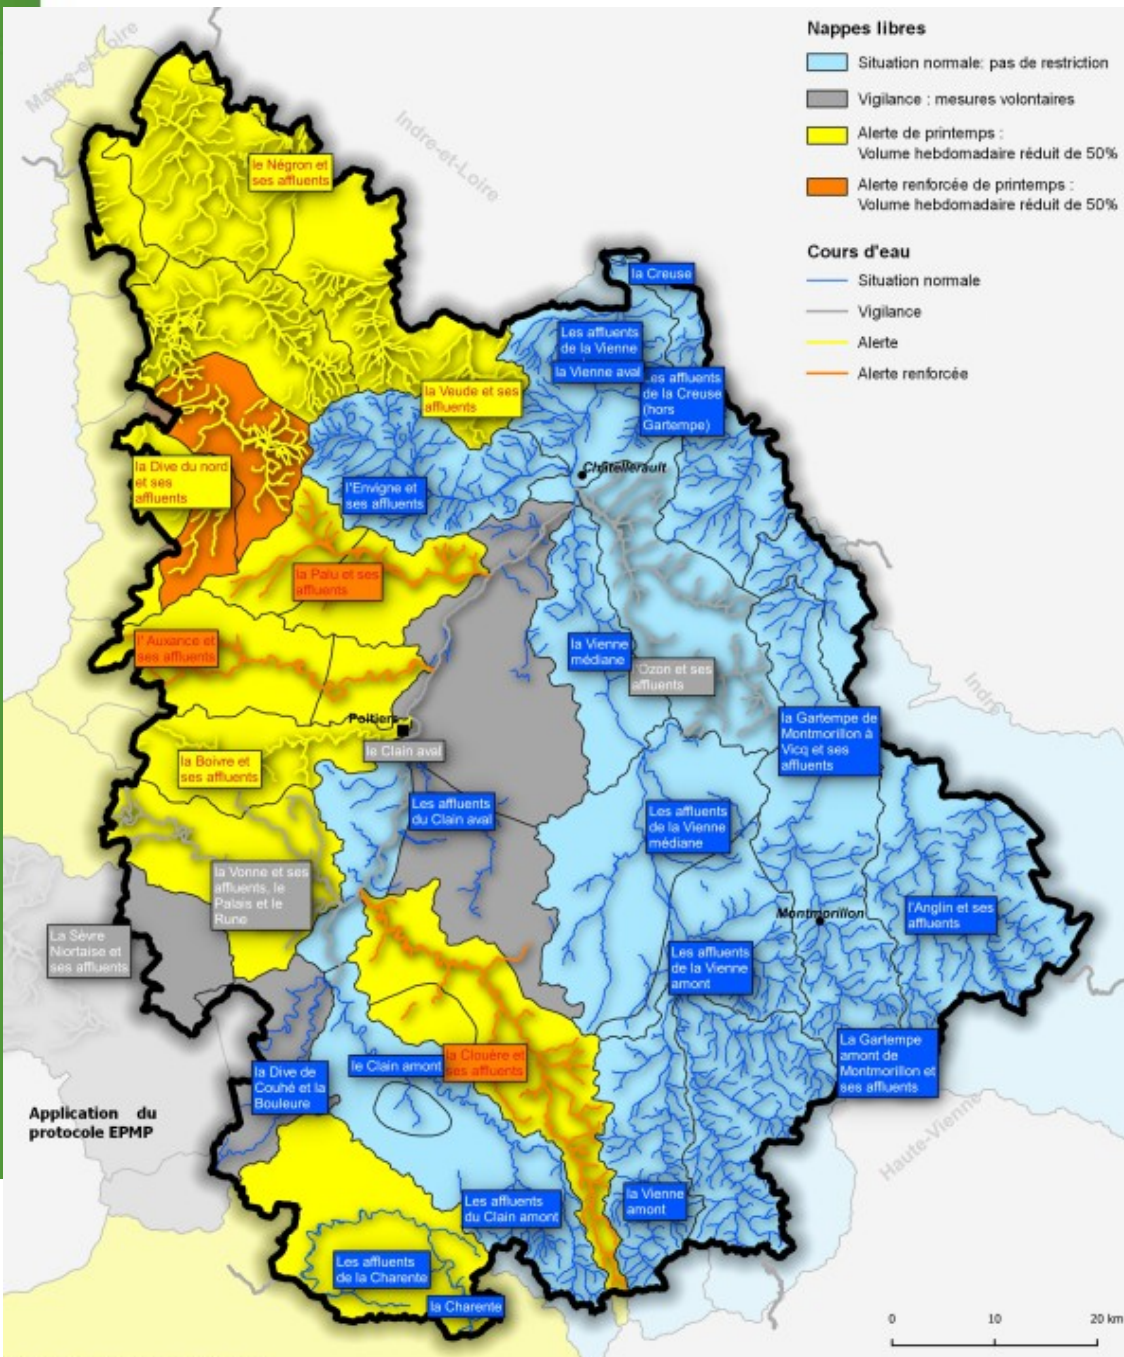 Nappes libres
Situation normale: pas de restriction
Vigilance : mesures volontaires
Alerte de printemps :
Volume hebdomadaire réduit de 50%
Alerte renforcée de printemps :
Volume hebdomadaire réduit de 50%
Cours d'eau
Situation normale
Vigilance
Alerte
Alerte renforcée
Maine-et-Loire
Indre-et-Loire
le Négron et
ses affluents
la Creuse
Les affluents
de la Vienne
la Vienne aval
Les affluents
de la Creuse
(hors
Gartempe)
la Veude et ses
affluents
la Dive du nord
et ses
affluents
l'Envigne et
ses affluents
Châtellerault
la Palu et ses
affluents
l'Auxance et
ses affluents
la Vienne
médiane
l'Ozon et ses
affluents
Indre
Poitiers
le Clain aval
la Gartempe de
Montmorillon à
Vicq et ses
affluents
la Boivre et
ses affluents
Les affluents
du Clain aval
Les affluents
de la Vienne
médiane
la Vonne et ses
affluents, le
Palais et le
Rune
Montmorillon
l'Anglin et ses
affluents
La Sèvre
Niortaise et
ses affluents
Les affluents
de la Vienne
amont
la Dive de
Couhé et la
Bouleure
le Clain amont
la Clouère et
ses affluents
La Gartempe
amont de
Montmorillon et
ses affluents
Application du
protocole EPMP
Haute-Vienne
Les affluents
du Clain amont
la Vienne
amont
Les affluents
de la Charente
la Charente
0 10 20 km